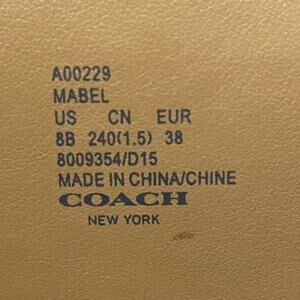 A00229
MABEL
US CN EUR
8B 240(1.5) 38
8009354/D15
MADE IN CHINA/CHINE
COACH
NEW YORK